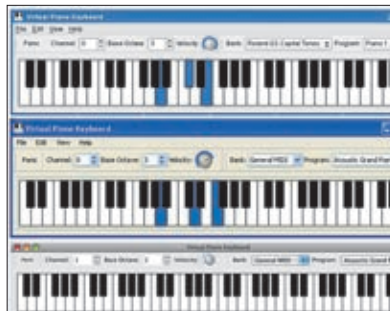 Virtual Piano Keyboard
File Edit View Help
Panic Channel: 0 Base Octave: 3 Velocity: Bank: Roland GS Capital Tones Program: Piano 1
Virtual Piano Keyboard
File Edit View Help
Panic Channel: 0 Base Octave: 3 Velocity: Bank: General MIDI Program: Acoustic Grand Pian
Virtual Piano Keyboard
Panic Channel: 1 Base Octave: 3 Velocity: Bank: General MIDI Program: Acoustic Grand P